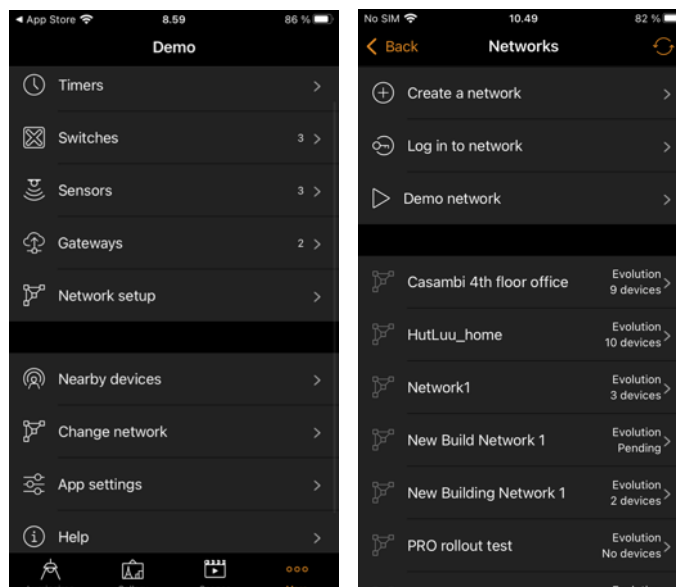 App Store
8.59
86 %
Demo
Timers
Switches
3
Sensors
3
Gateways
2
Network setup
Nearby devices
Change network
App settings
Help
No SIM
10.49
82 %
Back
Networks
Create a network
Log in to network
Demo network
Casambi 4th floor office
Evolution
9 devices
HutLuu_home
Evolution
10 devices
Network1
Evolution
3 devices
New Build Network 1
Evolution
Pending
New Building Network 1
Evolution
2 devices
PRO rollout test
Evolution
No devices